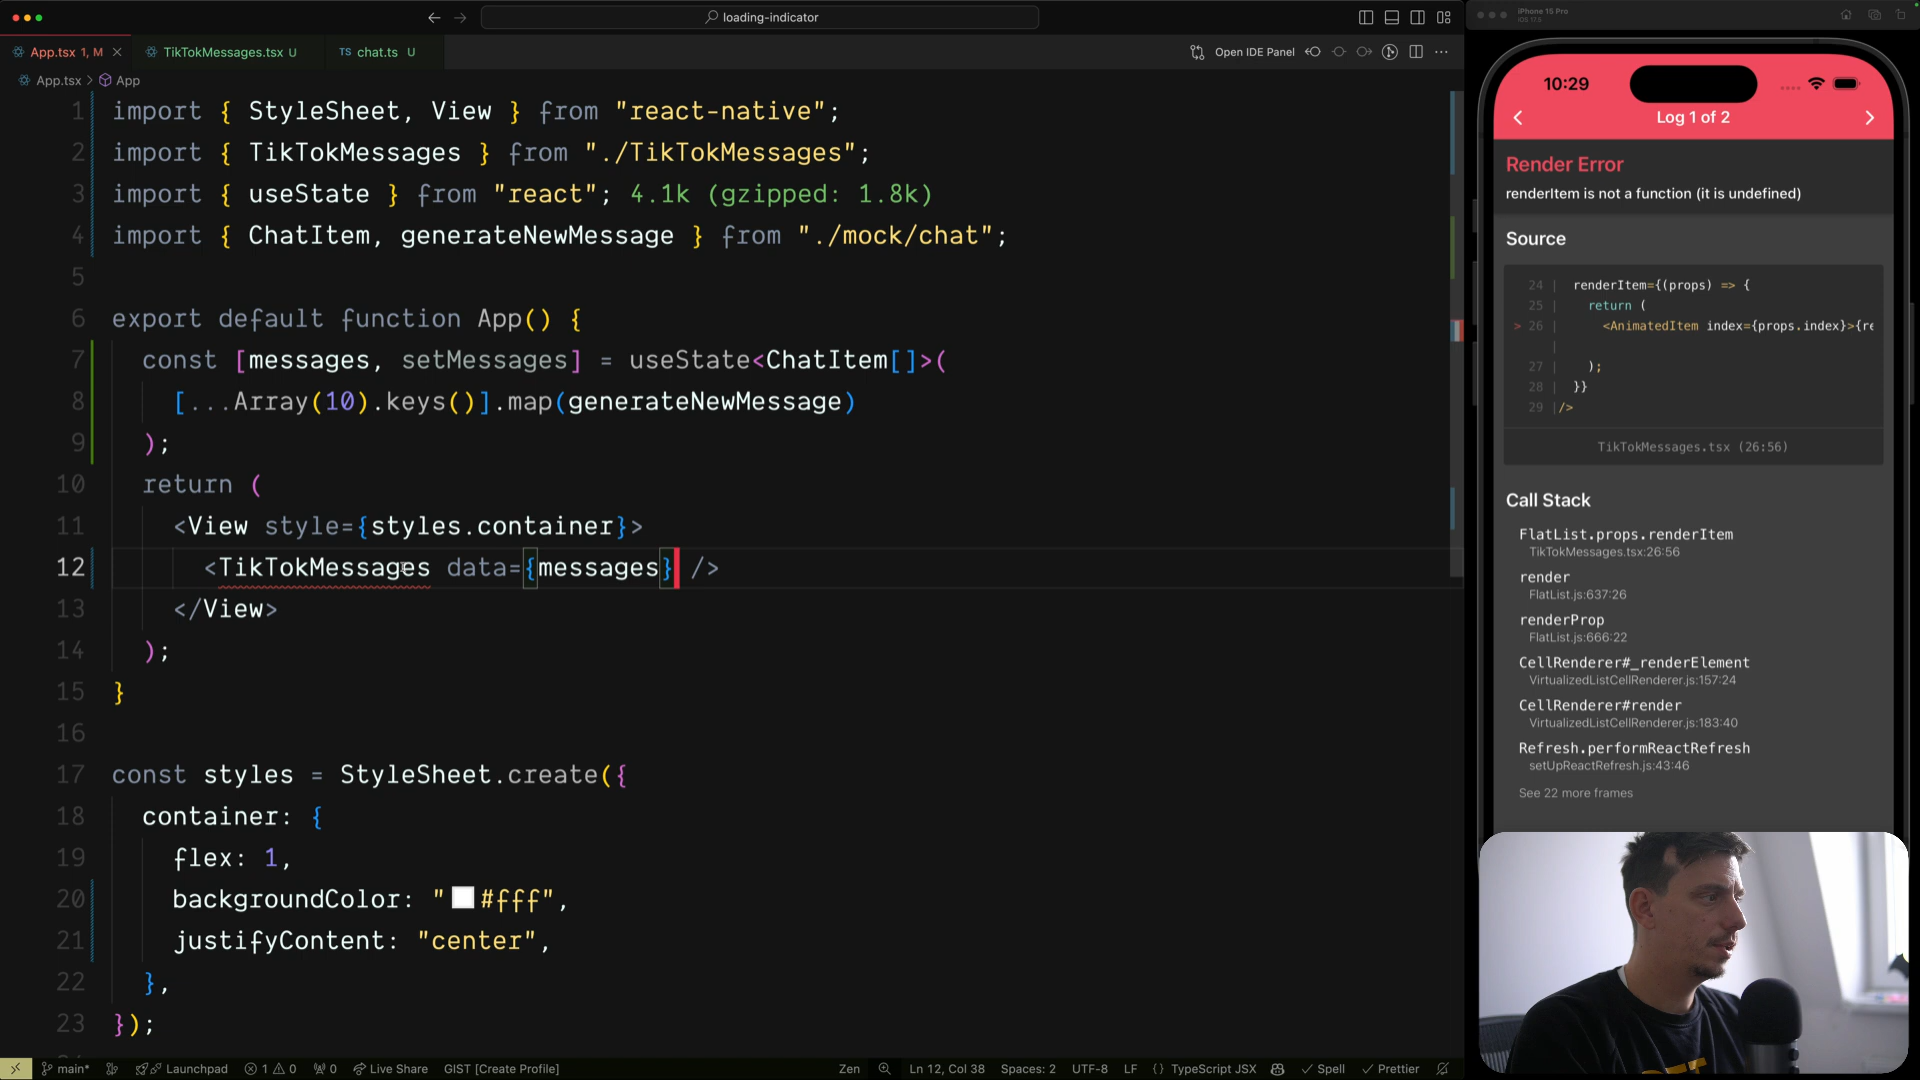 loading-indicator
App.tsx 1, M
TikTokMessages.tsx U
TS chat.ts U
Open IDE Panel
App.tsx > App
1 import { StyleSheet, View } from "react-native";
2 import { TikTokMessages } from "./TikTokMessages";
3 import { useState } from "react"; 4.1k (gzipped: 1.8k)
4 import { ChatItem, generateNewMessage } from "./mock/chat";
5
6 export default function App() {
7 const [messages, setMessages] = useState<ChatItem[]>(
8 [...Array(10).keys()].map(generateNewMessage)
9 );
10 return (
11 <View style={styles.container}>
12 <TikTokMessages data={messages} />
13 </View>
14 );
15 }
16
17 const styles = StyleSheet.create({
18 container: {
19 flex: 1,
20 backgroundColor: "#fff",
21 justifyContent: "center",
22 },
23 });
main* Launchpad 1 0 0 Live Share GIST [Create Profile] Zen Ln 12, Col 38 Spaces: 2 UTF-8 LF {} TypeScript JSX Spell Prettier
iPhone 15 Pro
iOS 17.5
10:29
Log 1 of 2
Render Error
renderItem is not a function (it is undefined)
Source
24 | renderItem={(props) => {
25 | return (
> 26 | <AnimatedItem index={props.index}>{re
|
27 | );
28 | }}
29 | />
TikTokMessages.tsx (26:56)
Call Stack
FlatList.props.renderItem
TikTokMessages.tsx:26:56
render
FlatList.js:637:26
renderProp
FlatList.js:666:22
CellRenderer#_renderElement
VirtualizedListCellRenderer.js:157:24
CellRenderer#render
VirtualizedListCellRenderer.js:183:40
Refresh.performReactRefresh
setUpReactRefresh.js:43:46
See 22 more frames